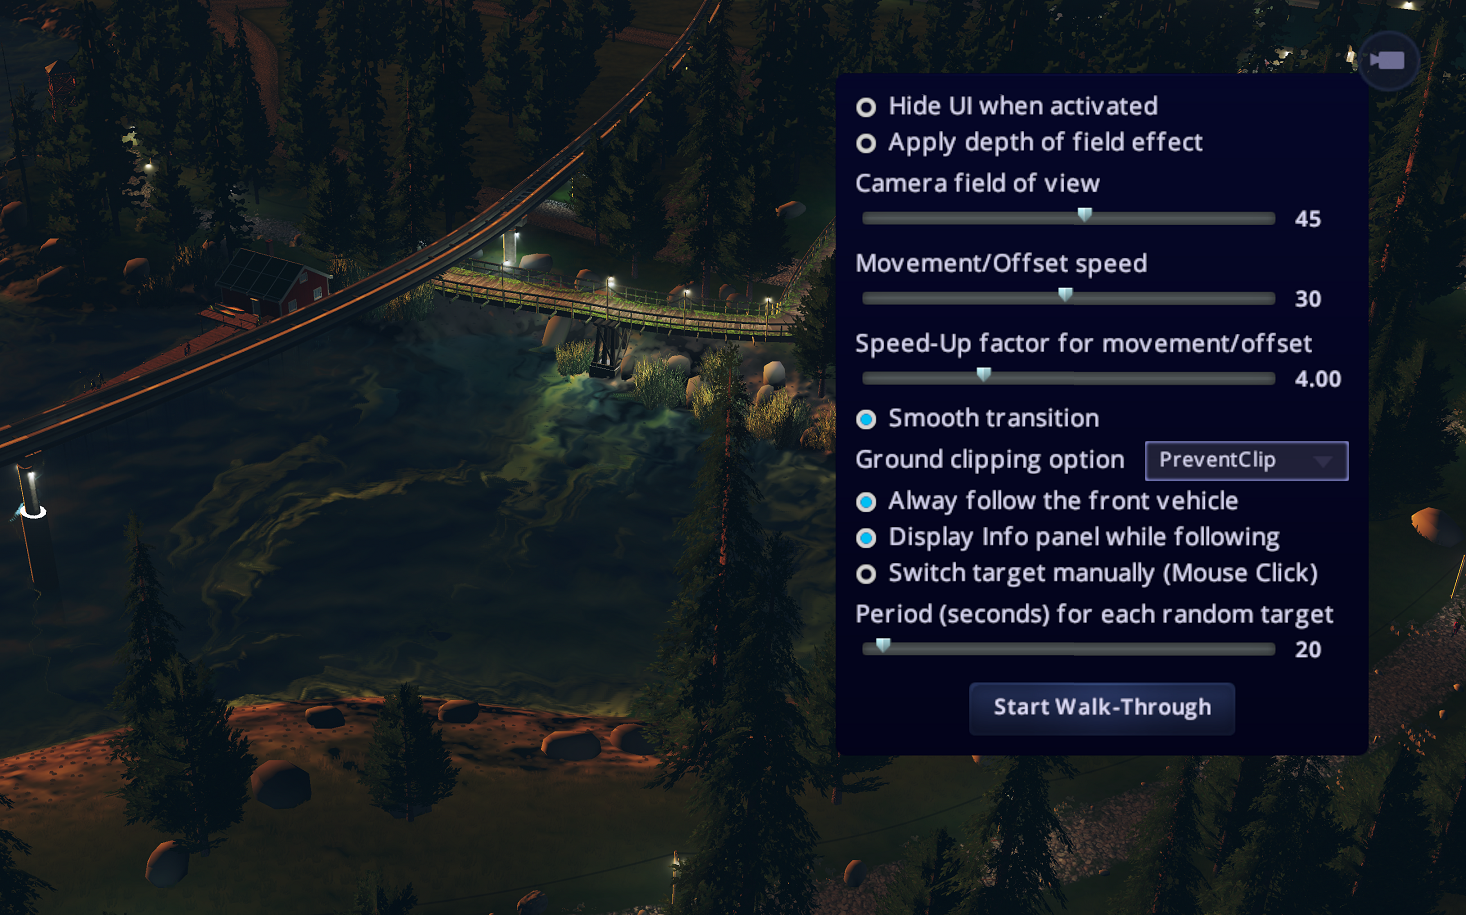 Hide UI when activated
Apply depth of field effect
Camera field of view
45
Movement/Offset speed
30
Speed-Up factor for movement/offset
4.00
Smooth transition
Ground clipping option PreventClip
Alway follow the front vehicle
Display Info panel while following
Switch target manually (Mouse Click)
Period (seconds) for each random target
20
Start Walk-Through